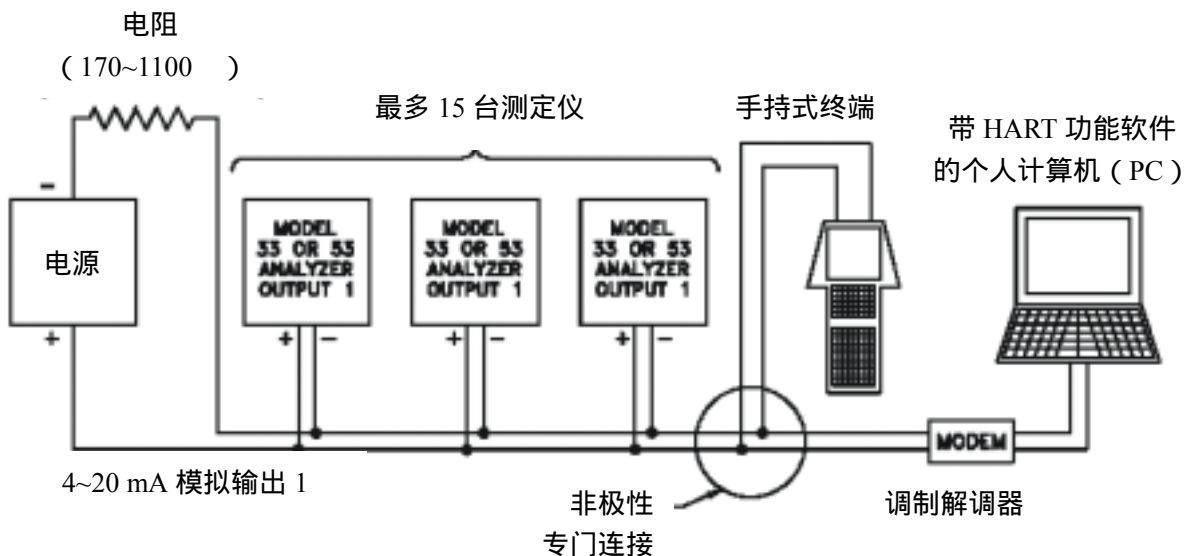 电阻
（170~1100 ）
最多 15 台测定仪
手持式终端
带 HART 功能软件
的个人计算机（PC）
-
电源
+
MODEL
33 OR 53
ANALYZER
OUTPUT 1
+ -
MODEL
33 OR 53
ANALYZER
OUTPUT 1
+ -
MODEL
33 OR 53
ANALYZER
OUTPUT 1
+ -
MODEM
4~20 mA 模拟输出 1
非极性
专门连接
调制解调器